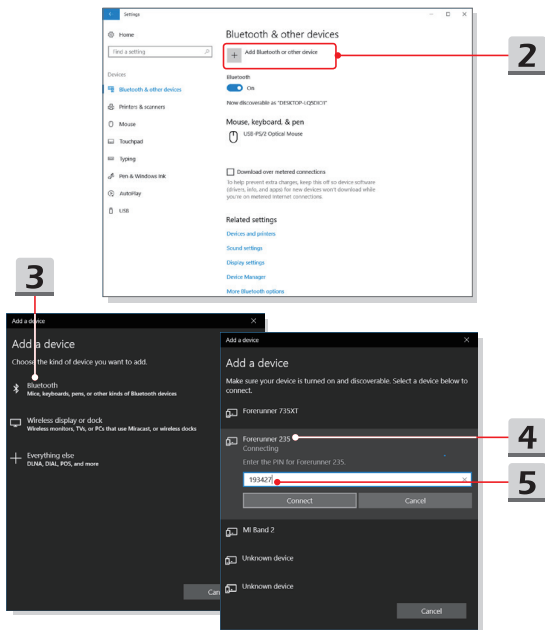 Settings
Home
Find a setting
Devices
Bluetooth & other devices
Printers & scanners
Mouse
Touchpad
Typing
Pen & Windows Ink
AutoPlay
USB
Bluetooth & other devices
Add Bluetooth or other device
2
Bluetooth
On
Now discoverable as "DESKTOP-LQ5DICI"
Mouse, keyboard, & pen
USB-PS/2 Optical Mouse
Download over metered connections
To help prevent extra charges, keep this off so device software
(drivers, info, and apps) for new devices won't download while
you're on metered internet connections.
Related settings
Devices and printers
Sound settings
Display settings
Device Manager
More Bluetooth options
3
Add a device
Add a device
Choose the kind of device you want to add.
Bluetooth
Mice, keyboards, pens, or other kinds of Bluetooth devices
Wireless display or dock
Wireless monitors, TVs, or PCs that use Miracast, or wireless docks
Everything else
DLNA, DIAL, POS, and more
Can
Add a device
Add a device
Make sure your device is turned on and discoverable. Select a device below to
connect.
Forerunner 735XT
Forerunner 235
4
Connecting
Enter the PIN for Forerunner 235.
193427
5
Connect
Cancel
MI Band 2
Unknown device
Unknown device
Cancel